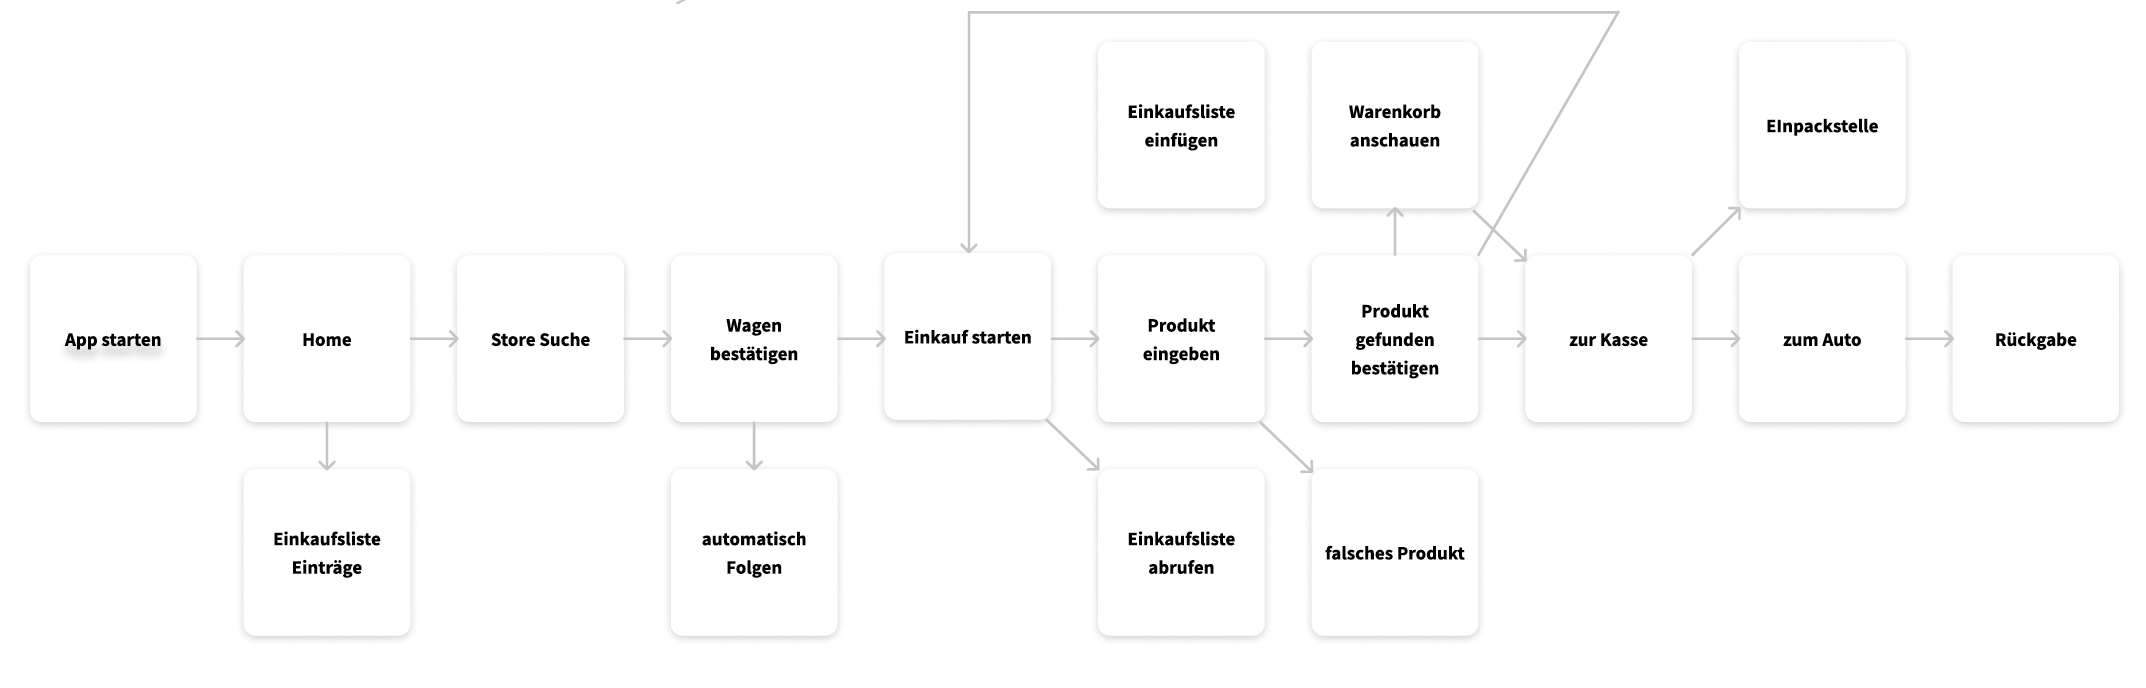 Einkaufsliste
einfügen
Warenkorb
anschauen
EInpackstelle
App starten
Home
Store Suche
Wagen
bestätigen
Einkauf starten
Produkt
eingeben
Produkt
gefunden
bestätigen
zur Kasse
zum Auto
Rückgabe
Einkaufsliste
Einträge
automatisch
Folgen
Einkaufsliste
abrufen
falsches Produkt